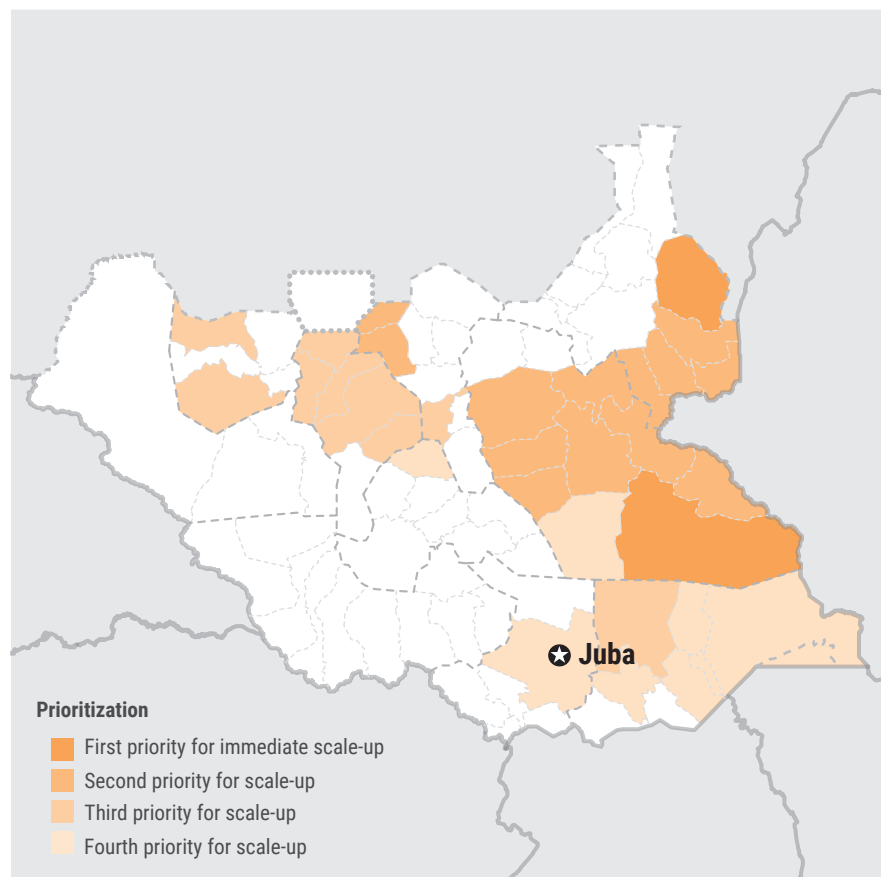 Juba
Prioritization
First priority for immediate scale-up
Second priority for scale-up
Third priority for scale-up
Fourth priority for scale-up